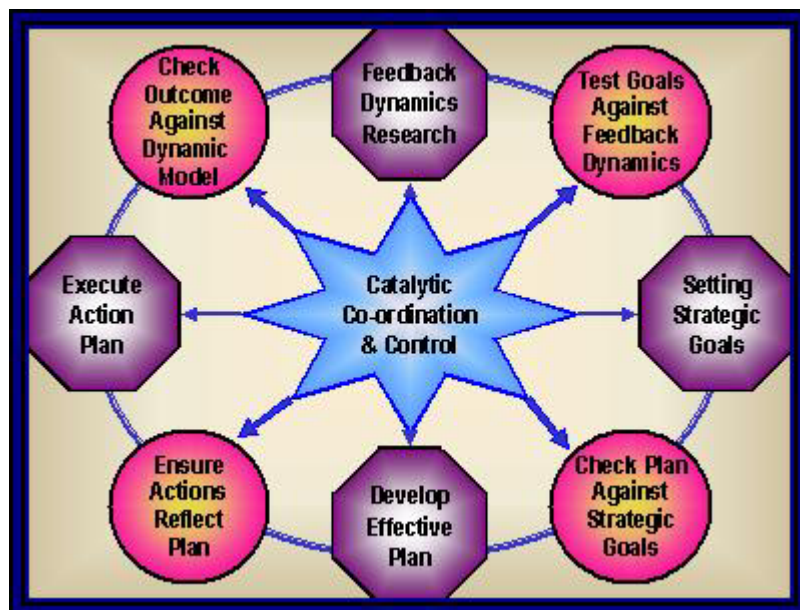 Check
Outcome
Against
Dynamic
Model
Feedback
Dynamics
Research
Test Goals
Against
Feedback
Dynamics
Execute
Action
Plan
Catalytic
Co-ordination
& Control
Setting
Strategic
Goals
Ensure
Actions
Reflect
Plan
Develop
Effective
Plan
Check Plan
Against
Strategic
Goals